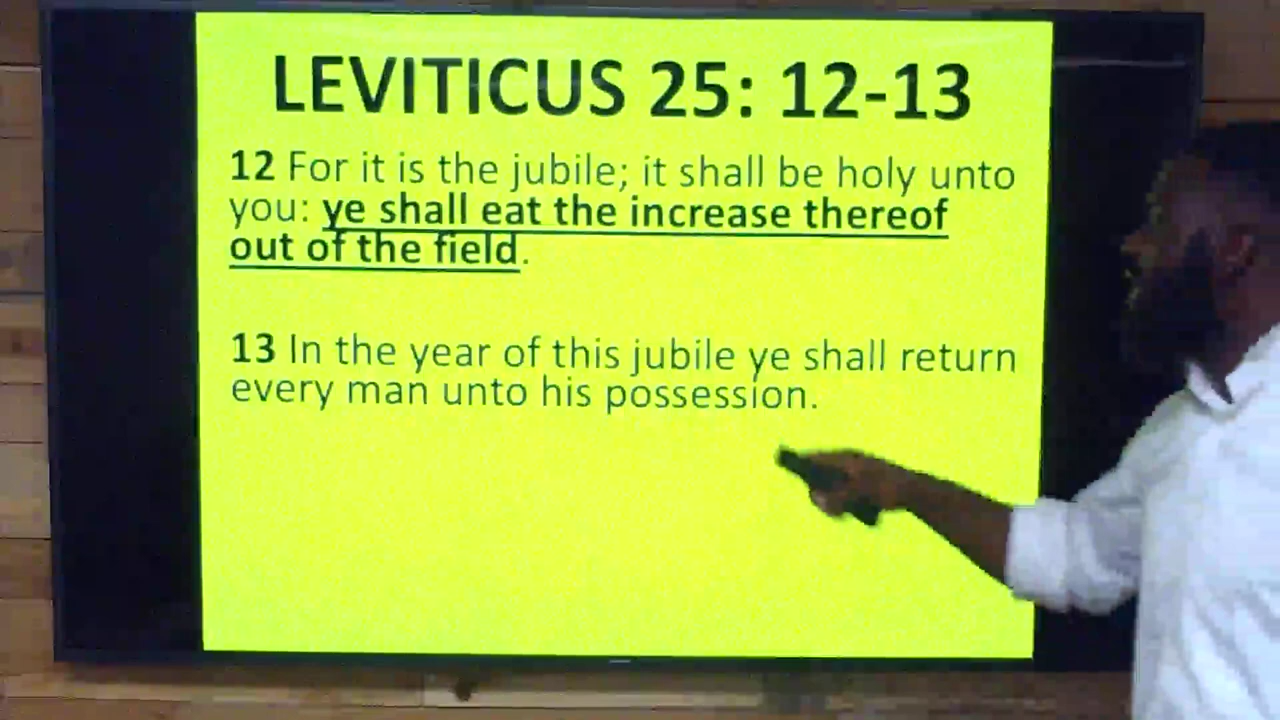 LEVITICUS 25: 12-13
12 For it is the jubile; it shall be holy unto
you: ye shall eat the increase thereof
out of the field.
13 In the year of this jubile ye shall return
every man unto his possession.